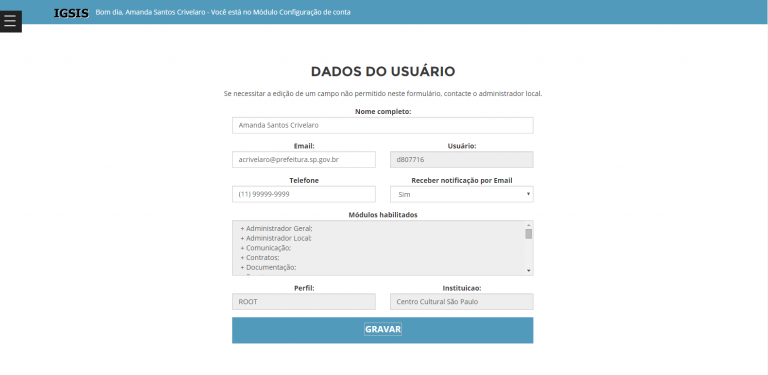 IGSIS Bom dia, Amanda Santos Crivelaro - Você está no Módulo Configuração de conta
DADOS DO USUÁRIO
Se necessitar a edição de um campo não permitido neste formulário, contacte o administrador local.
Nome completo:
Amanda Santos Crivelaro
Email: Usuário:
acrivelaro@prefeitura.sp.gov.br d807716
Telefone Receber notificação por Email
(11) 99999-9999 Sim
Módulos habilitados
+ Administrador Geral;
+ Administrador Local;
+ Comunicação;
+ Contratos;
+ Documentação;
Perfil: Instituicao:
ROOT Centro Cultural São Paulo
GRAVAR